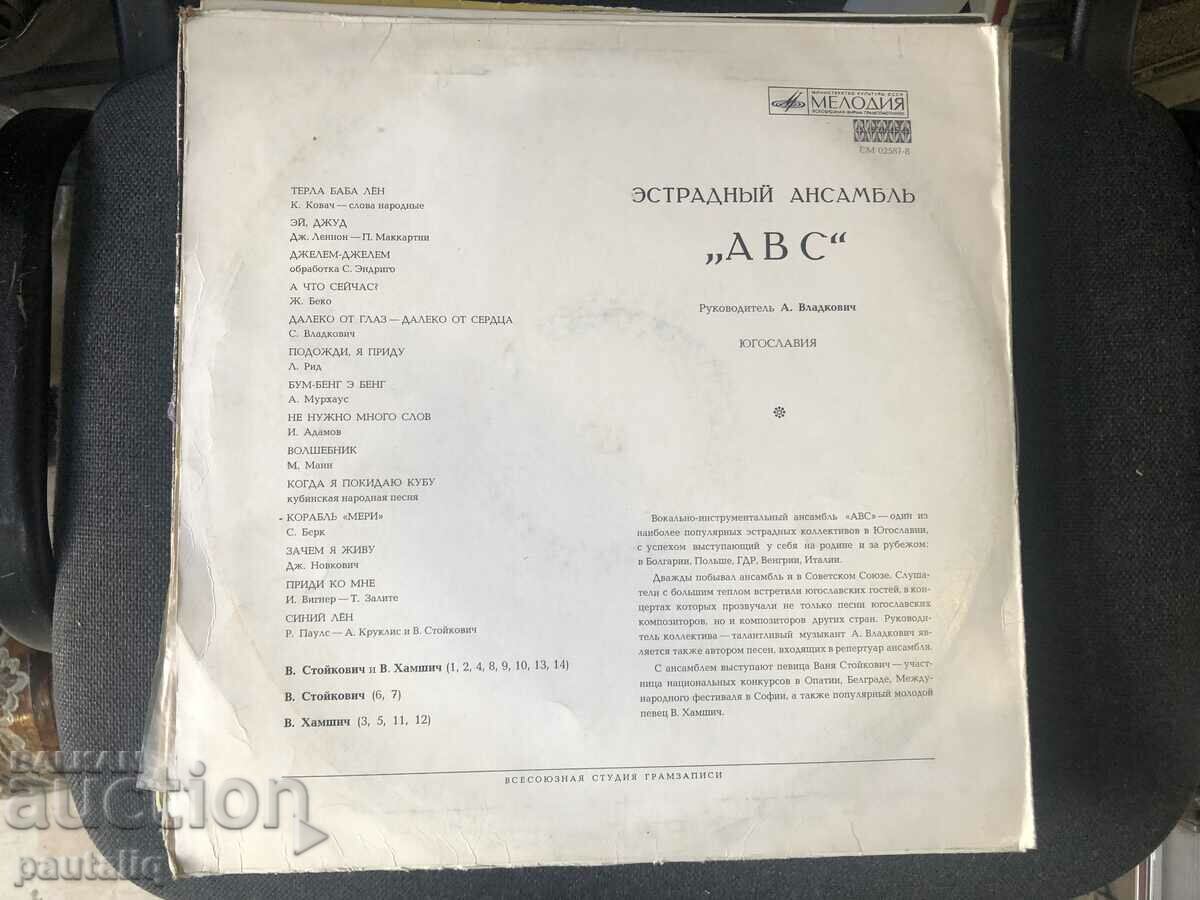 МИНИСТЕРСТВО КУЛЬТУРЫ СССР
МЕЛОДИЯ
ВСЕСОЮЗНАЯ ФИРМА ГРАМПЛАСТИНОК
СМ 02587-8
ТЕРЛА БАБА ЛЁН
К. Ковач — слова народные
ЭЙ, ДЖУД
Дж. Леннон — П. Маккартни
ДЖЕЛЕМ-ДЖЕЛЕМ
обработка С. Эндриго
А ЧТО СЕЙЧАС?
Ж. Беко
ДАЛЕКО ОТ ГЛАЗ — ДАЛЕКО ОТ СЕРДЦА
С. Владкович
ПОДОЖДИ, Я ПРИДУ
Л. Рид
БУМ-БЕНГ Э БЕНГ
А. Мурхаус
НЕ НУЖНО МНОГО СЛОВ
И. Адамов
ВОЛШЕБНИК
М. Манн
КОГДА Я ПОКИДАЮ КУБУ
кубинская народная песня
КОРАБЛЬ «МЕРИ»
С. Берк
ЗАЧЕМ Я ЖИВУ
Дж. Новкович
ПРИДИ КО МНЕ
И. Вигнер — Т. Залите
СИНИЙ ЛЁН
Р. Паулс — А. Круклис и В. Стойкович
В. Стойкович и В. Хамшич (1, 2, 4, 8, 9, 10, 13, 14)
В. Стойкович (6, 7)
В. Хамшич (3, 5, 11, 12)
ЭСТРАДНЫЙ АНСАМБЛЬ
„АВС“
Руководитель А. Владкович
ЮГОСЛАВИЯ
Вокально-инструментальный ансамбль «АВС» — один из
наиболее популярных эстрадных коллективов в Югославии,
с успехом выступающий у себя на родине и за рубежом:
в Болгарии, Польше, ГДР, Венгрии, Италии.
Дважды побывал ансамбль и в Советском Союзе. Слуша-
тели с большим теплом встретили югославских гостей, в кон-
цертах которых прозвучали не только песни югославских
композиторов, но и композиторов других стран. Руководи-
тель коллектива — талантливый музыкант А. Владкович яв-
ляется также автором песен, входящих в репертуар ансамбля.
С ансамблем выступают певица Ваня Стойкович — участ-
ница национальных конкурсов в Опатии, Белграде, Между-
народного фестиваля в Софии, а также популярный молодой
певец В. Хамшич.
ВСЕСОЮЗНАЯ СТУДИЯ ГРАМЗАПИСИ
БАЛКАН
auction
pautaliq